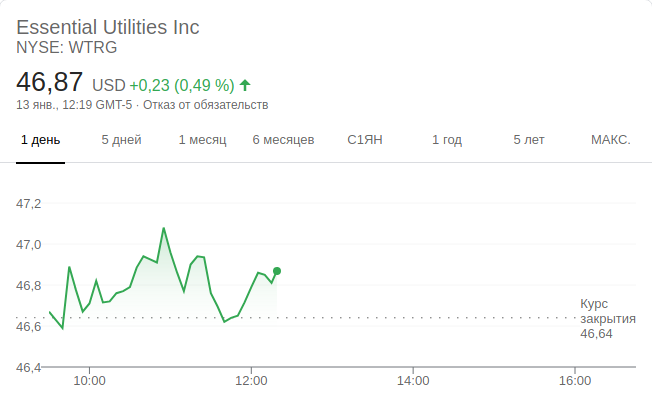 Essential Utilities Inc
NYSE: WTRG
46,87 USD +0,23 (0,49 %)
13 янв., 12:19 GMT-5 · Отказ от обязательств
1 день 5 дней 1 месяц 6 месяцев С1ЯН 1 год 5 лет МАКС.
47,2
47,0
46,8
46,6
46,4
Курс
закрытия
46,64
10:00 12:00 14:00 16:00